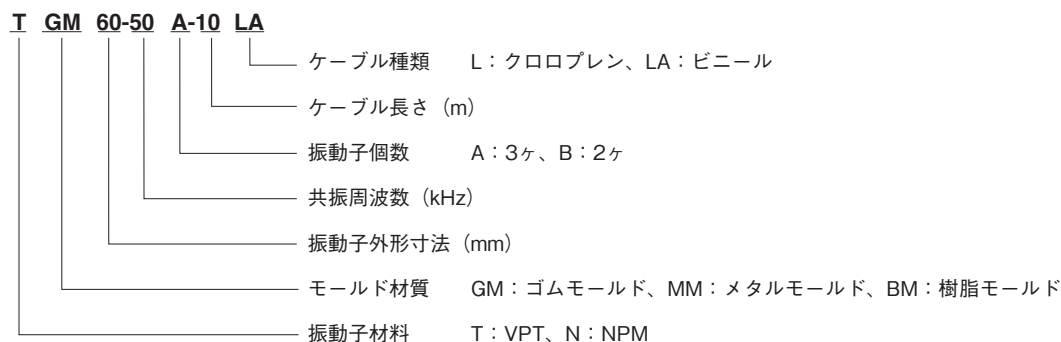 T GM 60-50 A-10 LA
ケーブル種類 L：クロロプレン、LA：ビニール
ケーブル長さ（m）
振動子個数 A：3ヶ、B：2ヶ
共振周波数（kHz）
振動子外形寸法（mm）
モールド材質 GM：ゴムモールド、MM：メタルモールド、BM：樹脂モールド
振動子材料 T：VPT、N：NPM